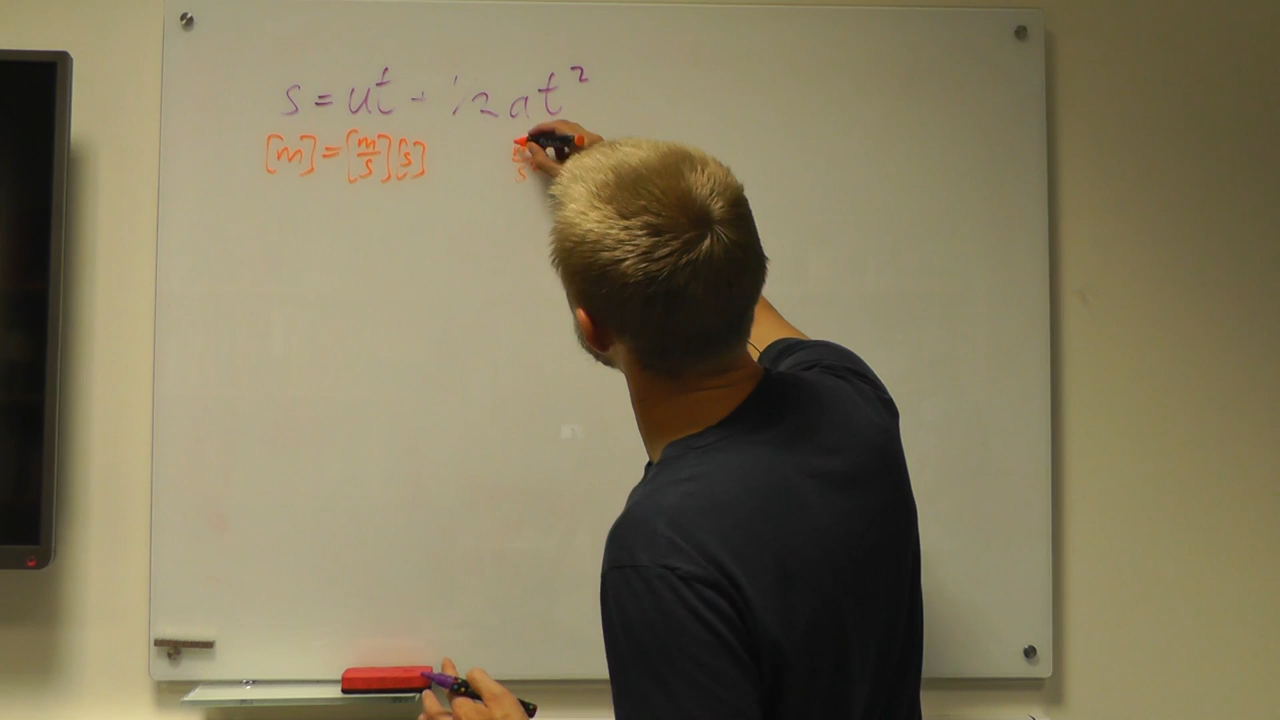 s = ut - 1/2 at²
[m] = [m/s][s] m/s